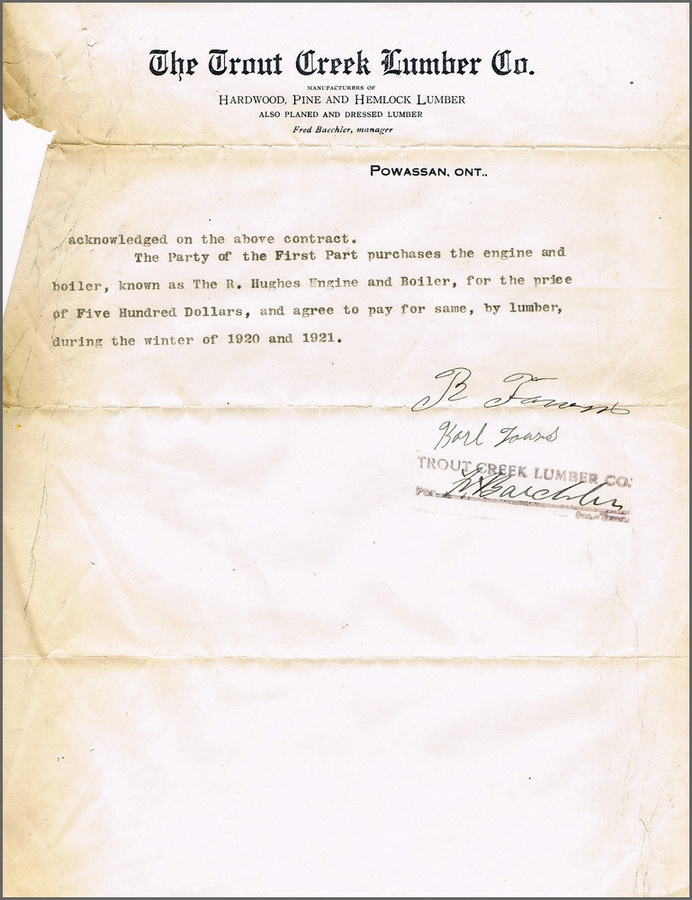 The Trout Creek Lumber Co.
MANUFACTURERS OF
HARDWOOD, PINE AND HEMLOCK LUMBER
ALSO PLANED AND DRESSED LUMBER
Fred Baechler, manager
POWASSAN, ONT.,
acknowledged on the above contract.
The Party of the First Part purchases the engine and
boiler, known as The R. Hughes Engine and Boiler, for the price
of Five Hundred Dollars, and agree to pay for same, by lumber,
during the winter of 1920 and 1921.
R
Karl
TROUT CREEK LUMBER CO.
Baechler